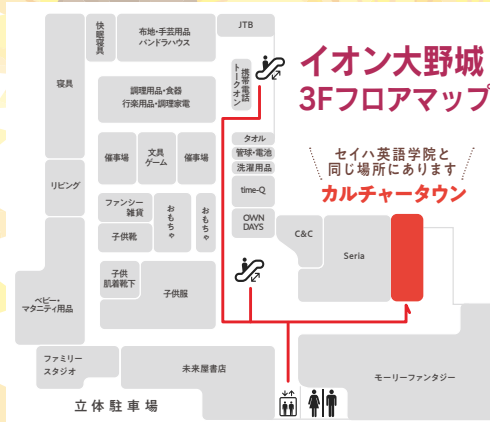 イオン大野城
3Fフロアマップ
セイハ英語学院と
同じ場所にあります
カルチャータウン
寝具
快眠寝具
布地・手芸用品
パンドラハウス
JTB
携帯電話
トークオン
調理用品・食器
行楽用品・調理家電
催事場
文具
ゲーム
催事場
タオル
管球・電池
洗濯用品
time-Q
OWN
DAYS
リビング
ファンシー
雑貨
おもちゃ
おもちゃ
子供靴
C&C
Seria
子供
肌着靴下
子供服
ベビー・
マタニティ用品
ファミリー
スタジオ
未来屋書店
モーリーファンタジー
立体駐車場